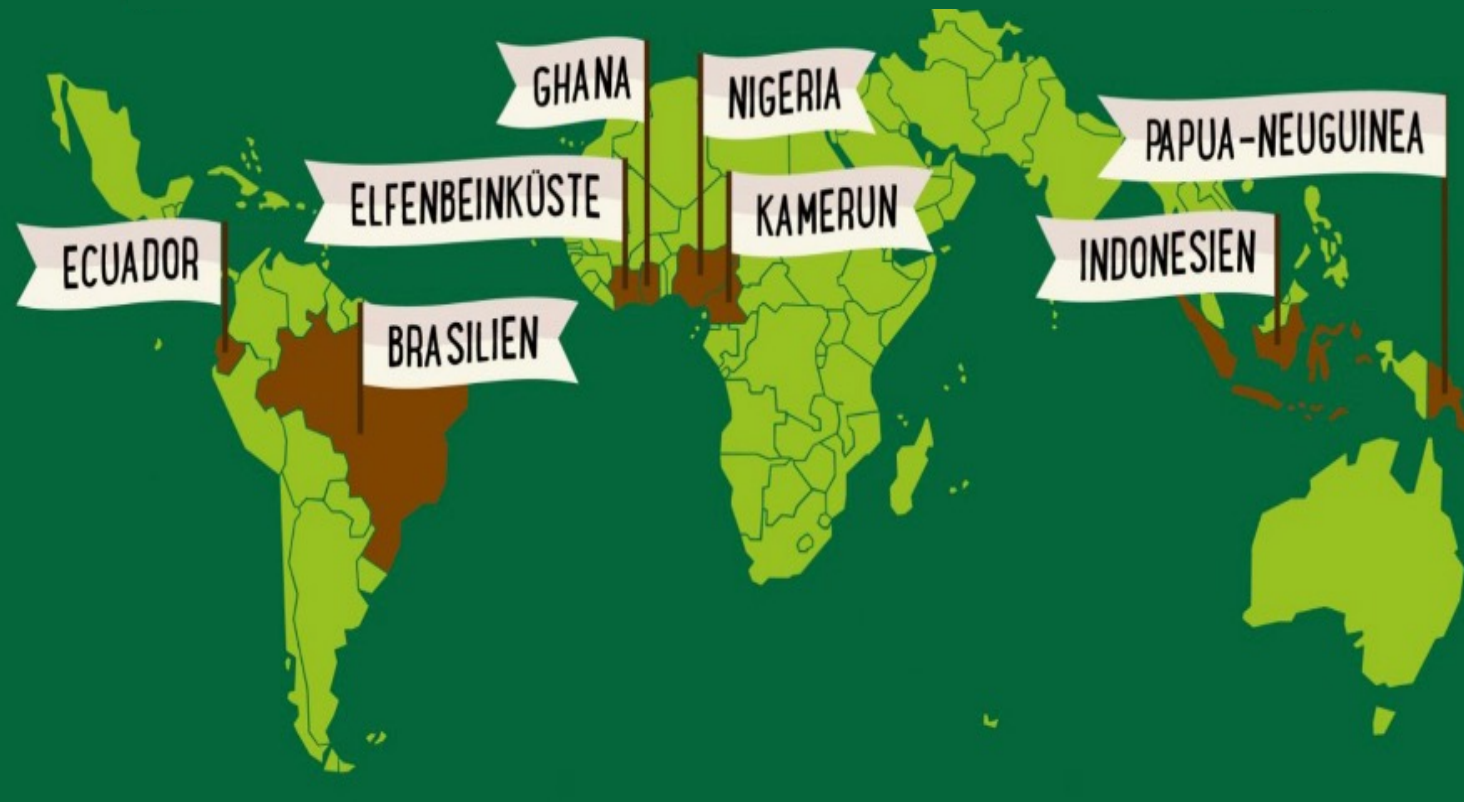 GHANA
NIGERIA
PAPUA-NEUGUINEA
ELFENBEINKÜSTE
KAMERUN
ECUADOR
INDONESIEN
BRASILIEN